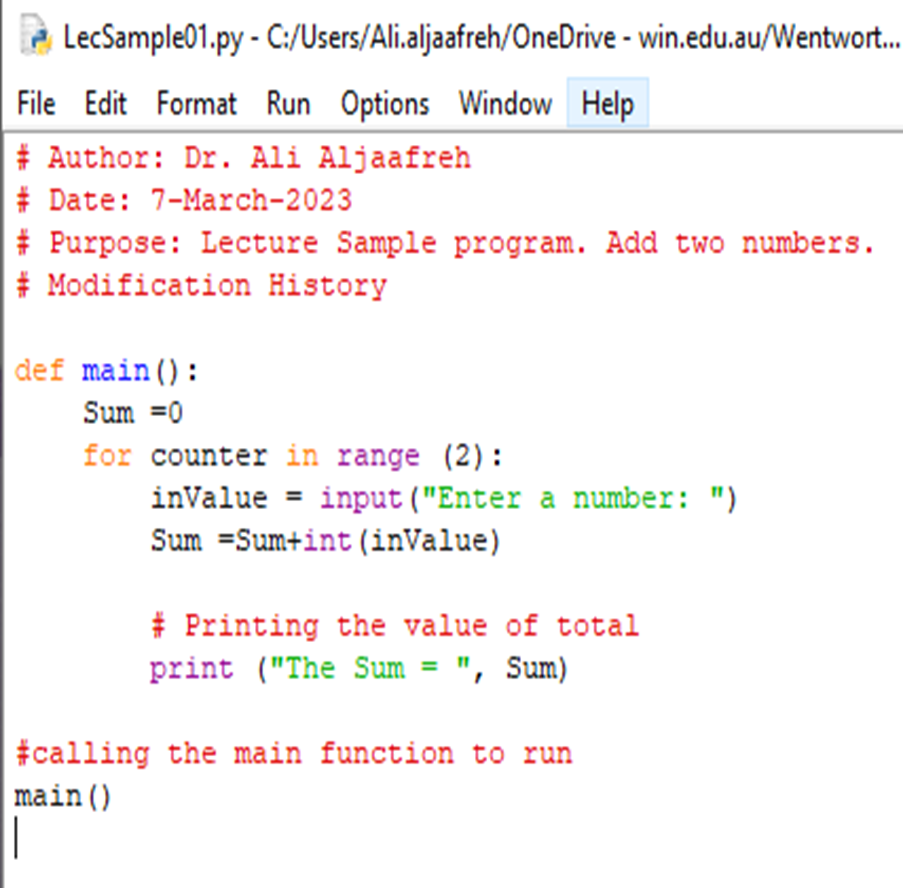 LecSample01.py - C:/Users/Ali.aljaafreh/OneDrive - win.edu.au/Wentwort...
File Edit Format Run Options Window Help
# Author: Dr. Ali Aljaafreh
# Date: 7-March-2023
# Purpose: Lecture Sample program. Add two numbers.
# Modification History
def main():
    Sum =0
    for counter in range (2):
        inValue = input("Enter a number: ")
        Sum =Sum+int(inValue)
        # Printing the value of total
        print ("The Sum = ", Sum)
#calling the main function to run
main()